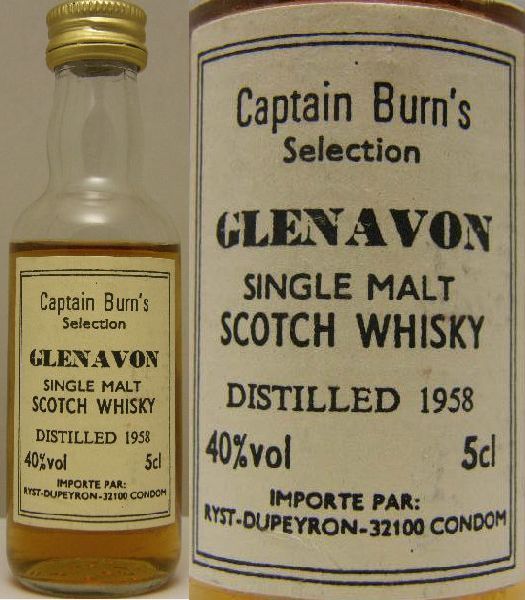 Captain Burn's
Selection
GLENAVON
SINGLE MALT
SCOTCH WHISKY
DISTILLED 1958
40%vol 5cl
IMPORTE PAR:
RYST-DUPEYRON-32100 CONDOM
Captain Burn's
Selection
GLENAVON
SINGLE MALT
SCOTCH WHISKY
DISTILLED 1958
40%vol 5cl
IMPORTE PAR:
RYST-DUPEYRON-32100 CONDOM